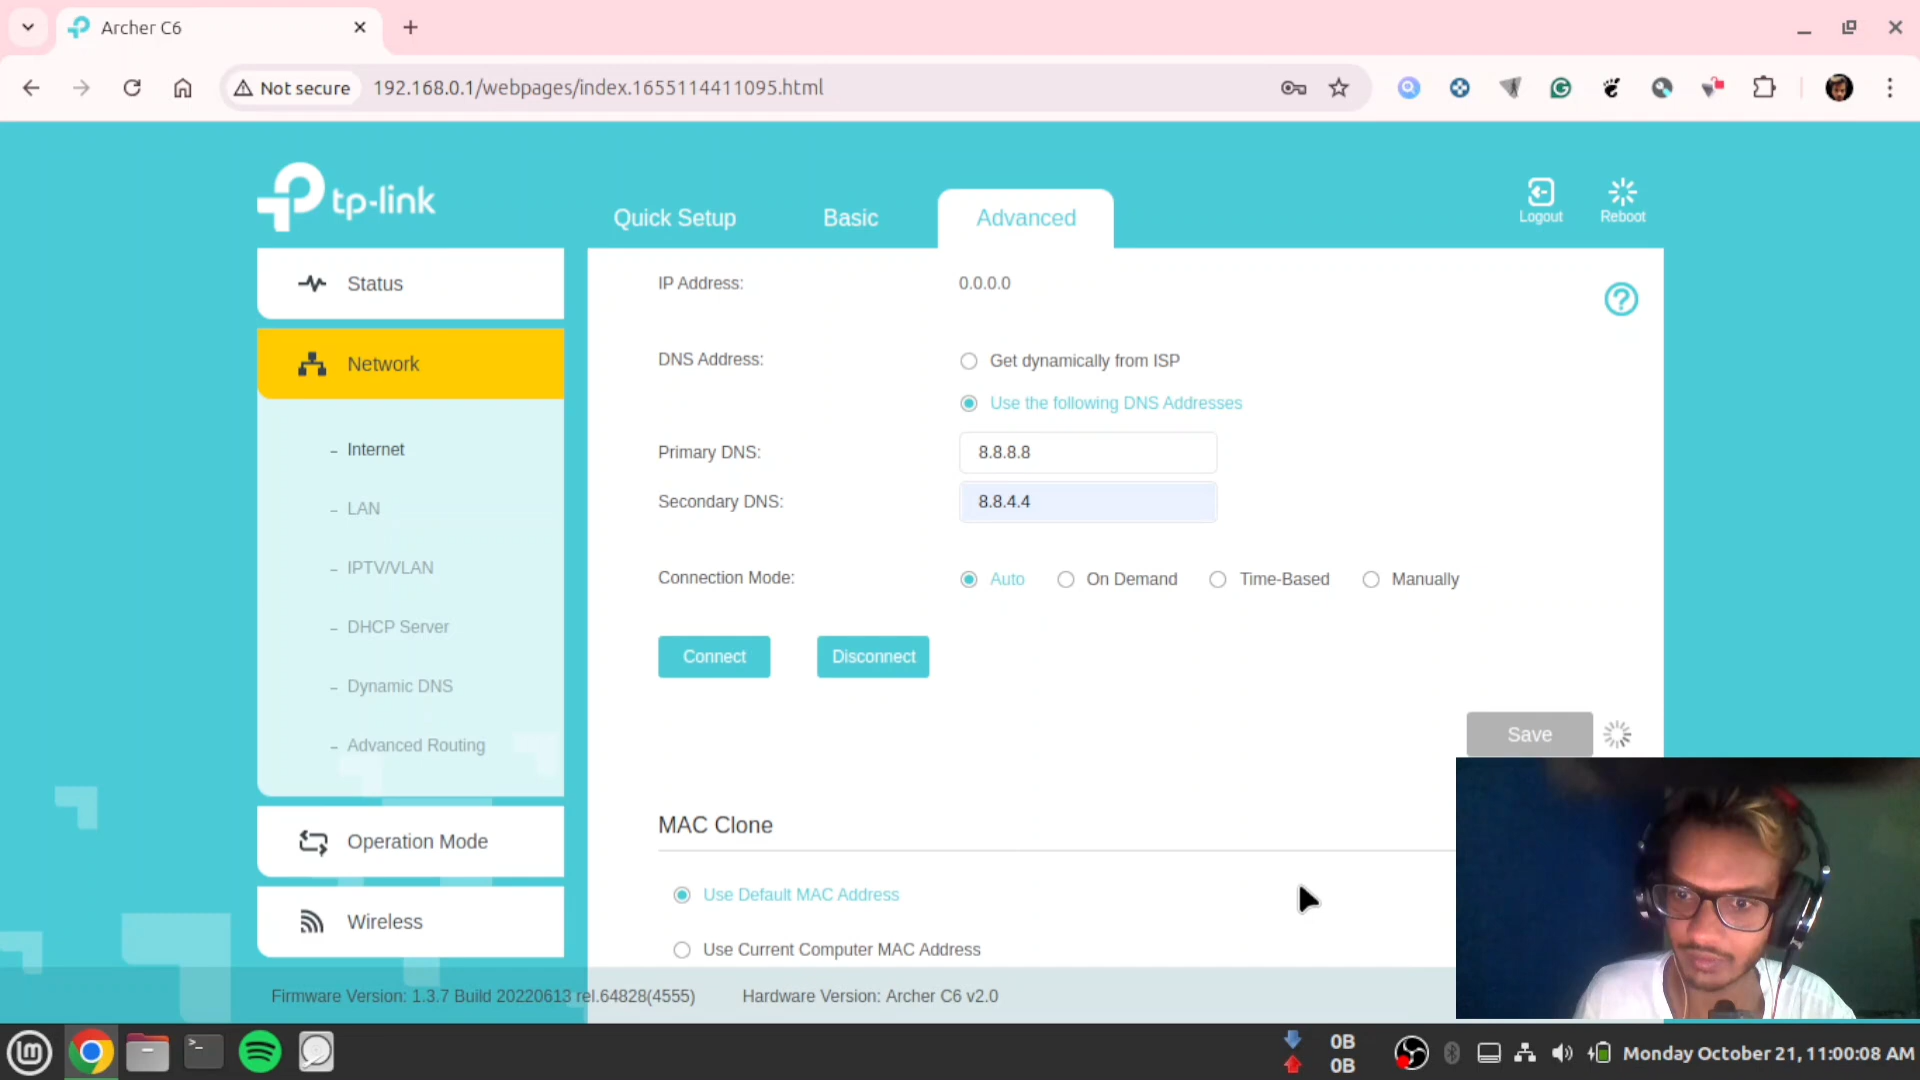 Archer C6
Not secure
192.168.0.1/webpages/index.1655114411095.html
tp-link
Quick Setup
Basic
Advanced
Logout
Reboot
Status
Network
- Internet
- LAN
- IPTV/VLAN
- DHCP Server
- Dynamic DNS
- Advanced Routing
Operation Mode
Wireless
IP Address: 0.0.0.0
DNS Address: Get dynamically from ISP
Use the following DNS Addresses
Primary DNS: 8.8.8.8
Secondary DNS: 8.8.4.4
Connection Mode: Auto On Demand Time-Based Manually
Connect Disconnect
Save
MAC Clone
Use Default MAC Address
Use Current Computer MAC Address
Firmware Version: 1.3.7 Build 20220613 rel.64828(4555) Hardware Version: Archer C6 v2.0
0B
0B
Monday October 21, 11:00:08 AM